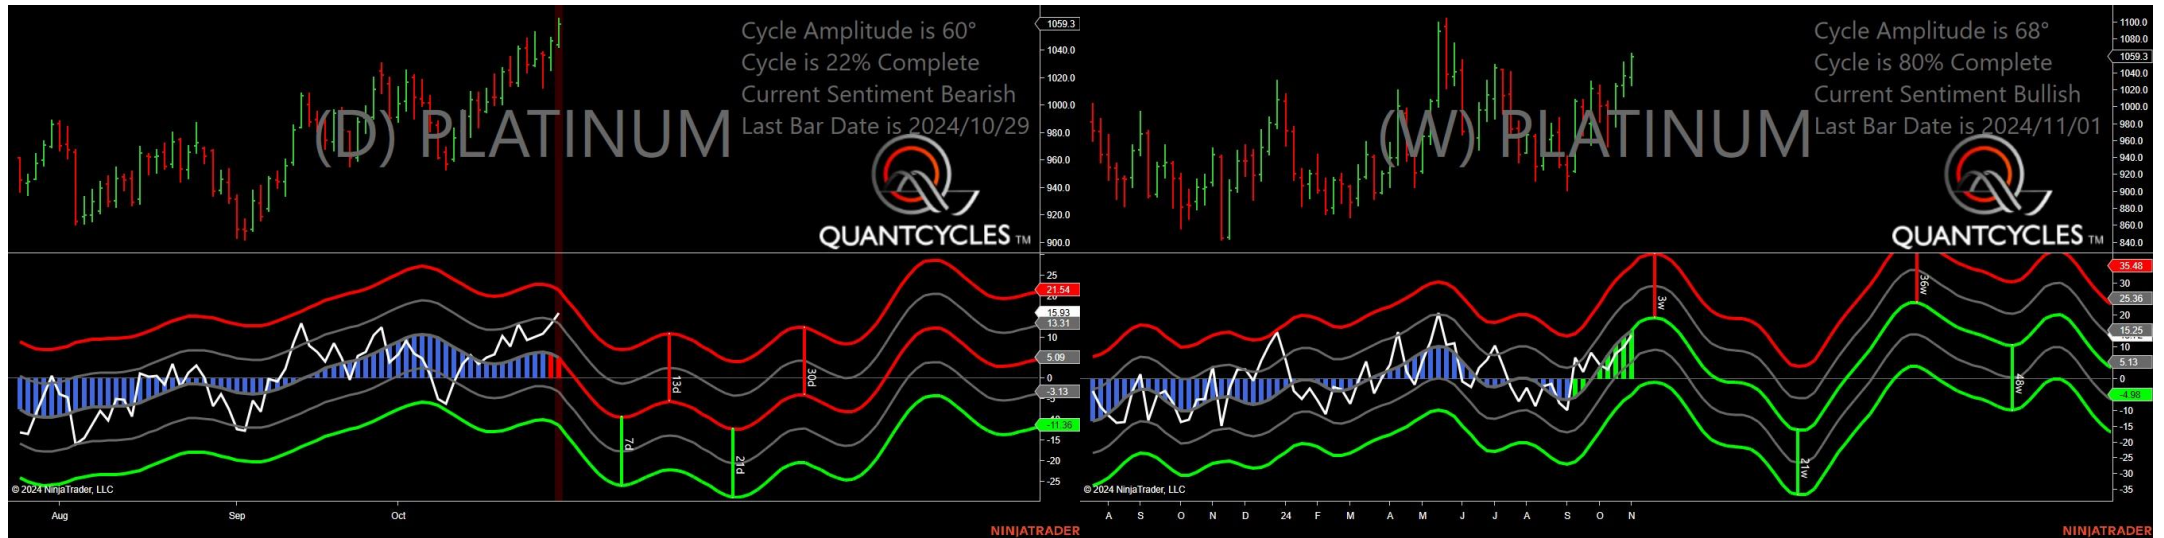 Cycle Amplitude is 60°
Cycle is 22% Complete
Current Sentiment Bearish
Last Bar Date is 2024/10/29
(D) PLATINUM
QUANTCYCLES TM
1059.3
1040.0
1020.0
1000.0
980.0
960.0
940.0
920.0
900.0
25
21.54
20
15.93
13.31
10
5.09
0
-3.13
-5
-11.36
-15
-20
-25
7d
13d
21d
30d
© 2024 NinjaTrader, LLC
Aug Sep Oct
NINJATRADER
Cycle Amplitude is 68°
Cycle is 80% Complete
Current Sentiment Bullish
Last Bar Date is 2024/11/01
(W) PLATINUM
QUANTCYCLES TM
1100.0
1080.0
1059.3
1040.0
1020.0
1000.0
980.0
960.0
940.0
920.0
900.0
880.0
860.0
840.0
35.48
30
25.36
20
15.25
10
5.13
0
-4.98
-10
-15
-20
-25
-30
-35
3w
21w
36w
48w
© 2024 NinjaTrader, LLC
A S O N D 24 F M A M J J A S O N
NINJATRADER